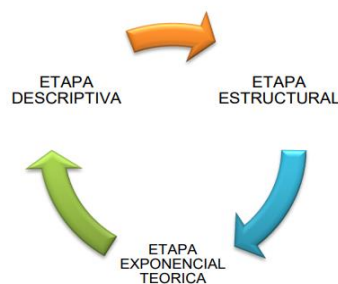 ETAPA
DESCRIPTIVA
ETAPA
ESTRUCTURAL
ETAPA
EXPONENCIAL
TEORICA